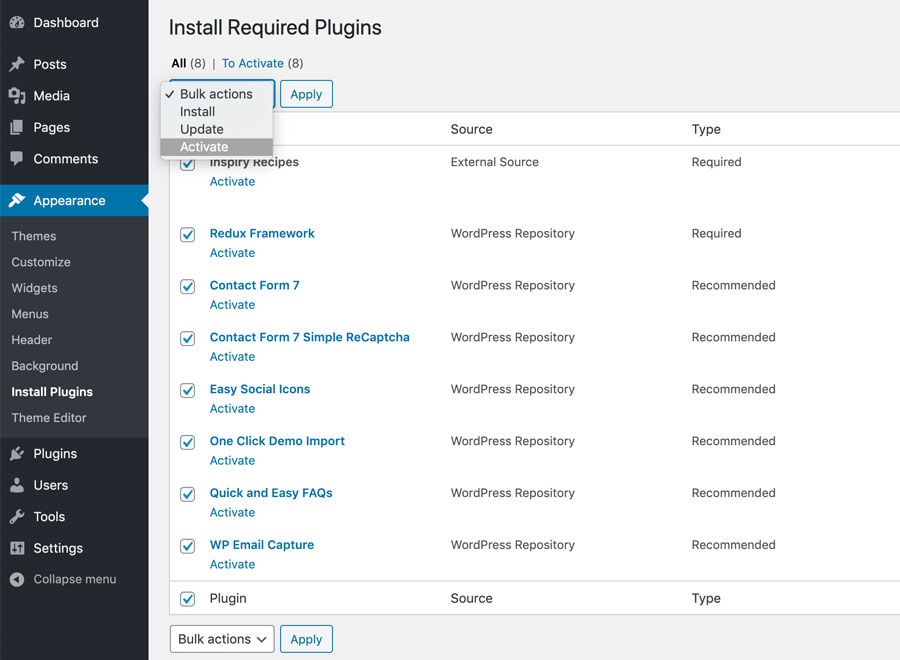 Dashboard
Posts
Media
Pages
Comments
Appearance
Themes
Customize
Widgets
Menus
Header
Background
Install Plugins
Theme Editor
Plugins
Users
Tools
Settings
Collapse menu
Install Required Plugins
All (8) | To Activate (8)
Bulk actions
Install
Update
Activate
Apply
Source Type
Inspiry Recipes External Source Required
Activate
Redux Framework WordPress Repository Required
Activate
Contact Form 7 WordPress Repository Recommended
Activate
Contact Form 7 Simple ReCaptcha WordPress Repository Recommended
Activate
Easy Social Icons WordPress Repository Recommended
Activate
One Click Demo Import WordPress Repository Recommended
Activate
Quick and Easy FAQs WordPress Repository Recommended
Activate
WP Email Capture WordPress Repository Recommended
Activate
Plugin Source Type
Bulk actions Apply